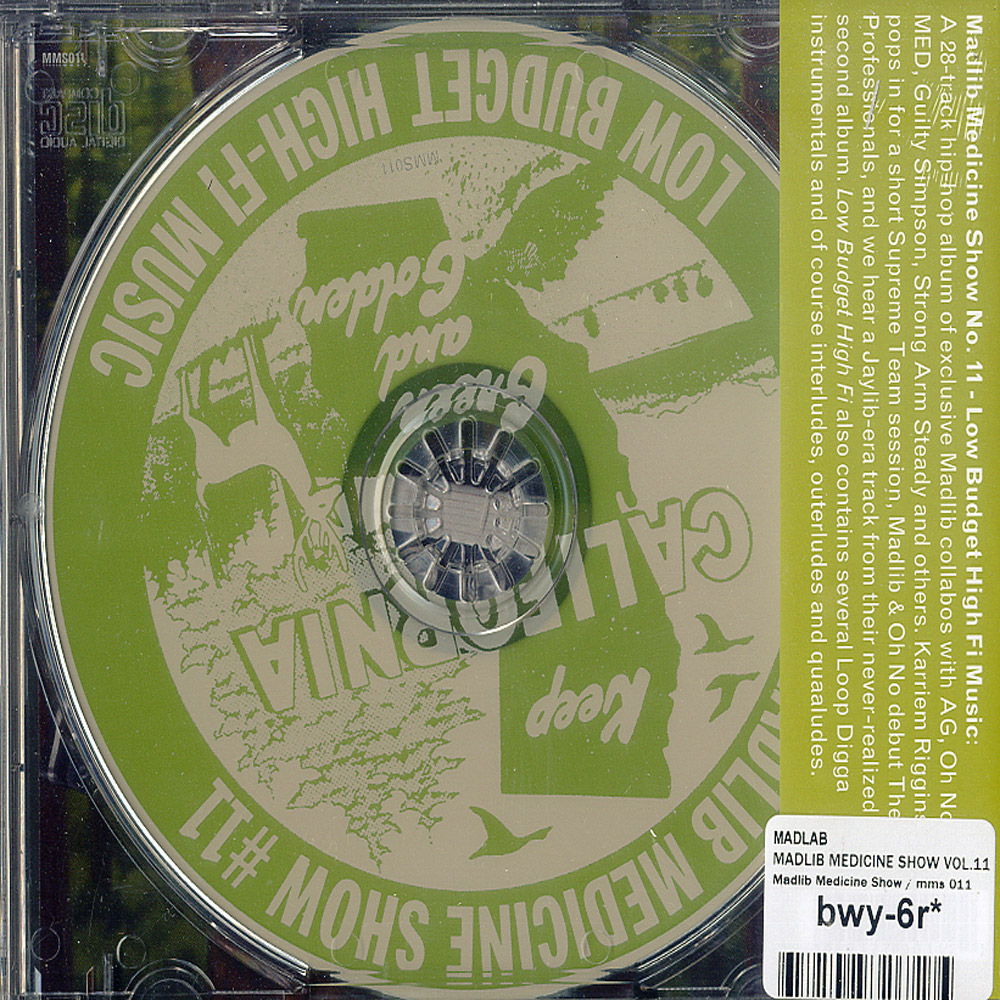 MMS011
COMPACT
disc
DIGITAL AUDIO
LOW BUDGET HIGH-FI MUSIC
MMS011
Keep
CALIFORNIA
Green
and
Golden
MADLIB MEDICINE SHOW #11
Madlib Medicine Show No. 11 - Low Budget High Fi Music:
A 28-track hip-hop album of exclusive Madlib collabos with AG, Oh No
MED, Guilty Simpson, Strong Arm Steady and others. Karriem Riggins
pops in for a short Supreme Team session, Madlib & Oh No debut The
Professionals, and we hear a Jaylib-era track from their never-realized
second album. Low Budget High Fi also contains several Loop Digga
instrumentals and of course interludes, outerludes and quaaludes.
MADLAB
MADLIB MEDICINE SHOW VOL.11
Madlib Medicine Show / mms 011
bwy-6r*